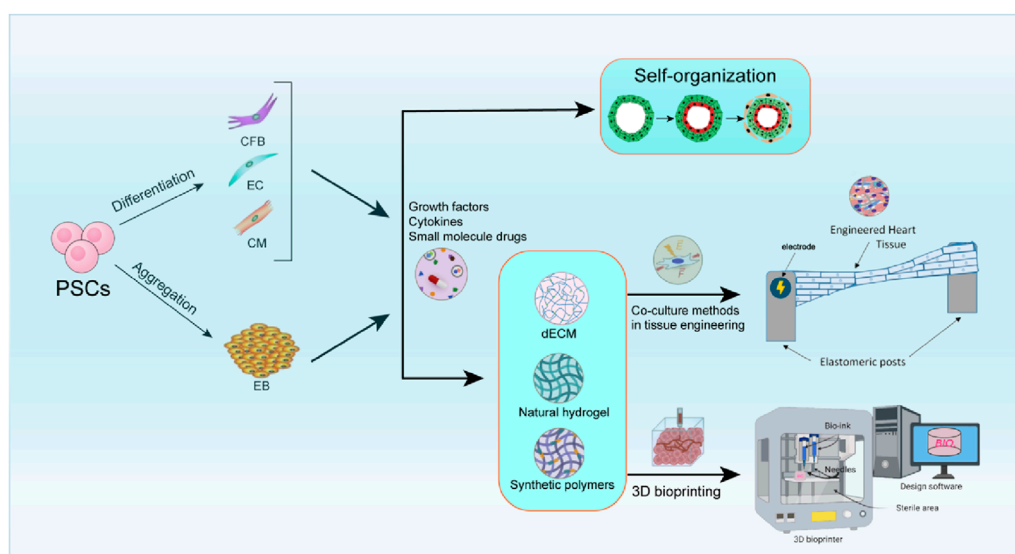 Self-organization
CFB
Differentiation
EC
CM
PSCs
Aggregation
EB
Growth factors
Cytokines
Small molecule drugs
dECM
Natural hydrogel
Synthetic polymers
Co-culture methods
in tissue engineering
Engineered Heart
Tissue
electrode
Elastomeric posts
3D bioprinting
Bio-ink
Needles
BIO
Design software
Sterile area
3D bioprinter